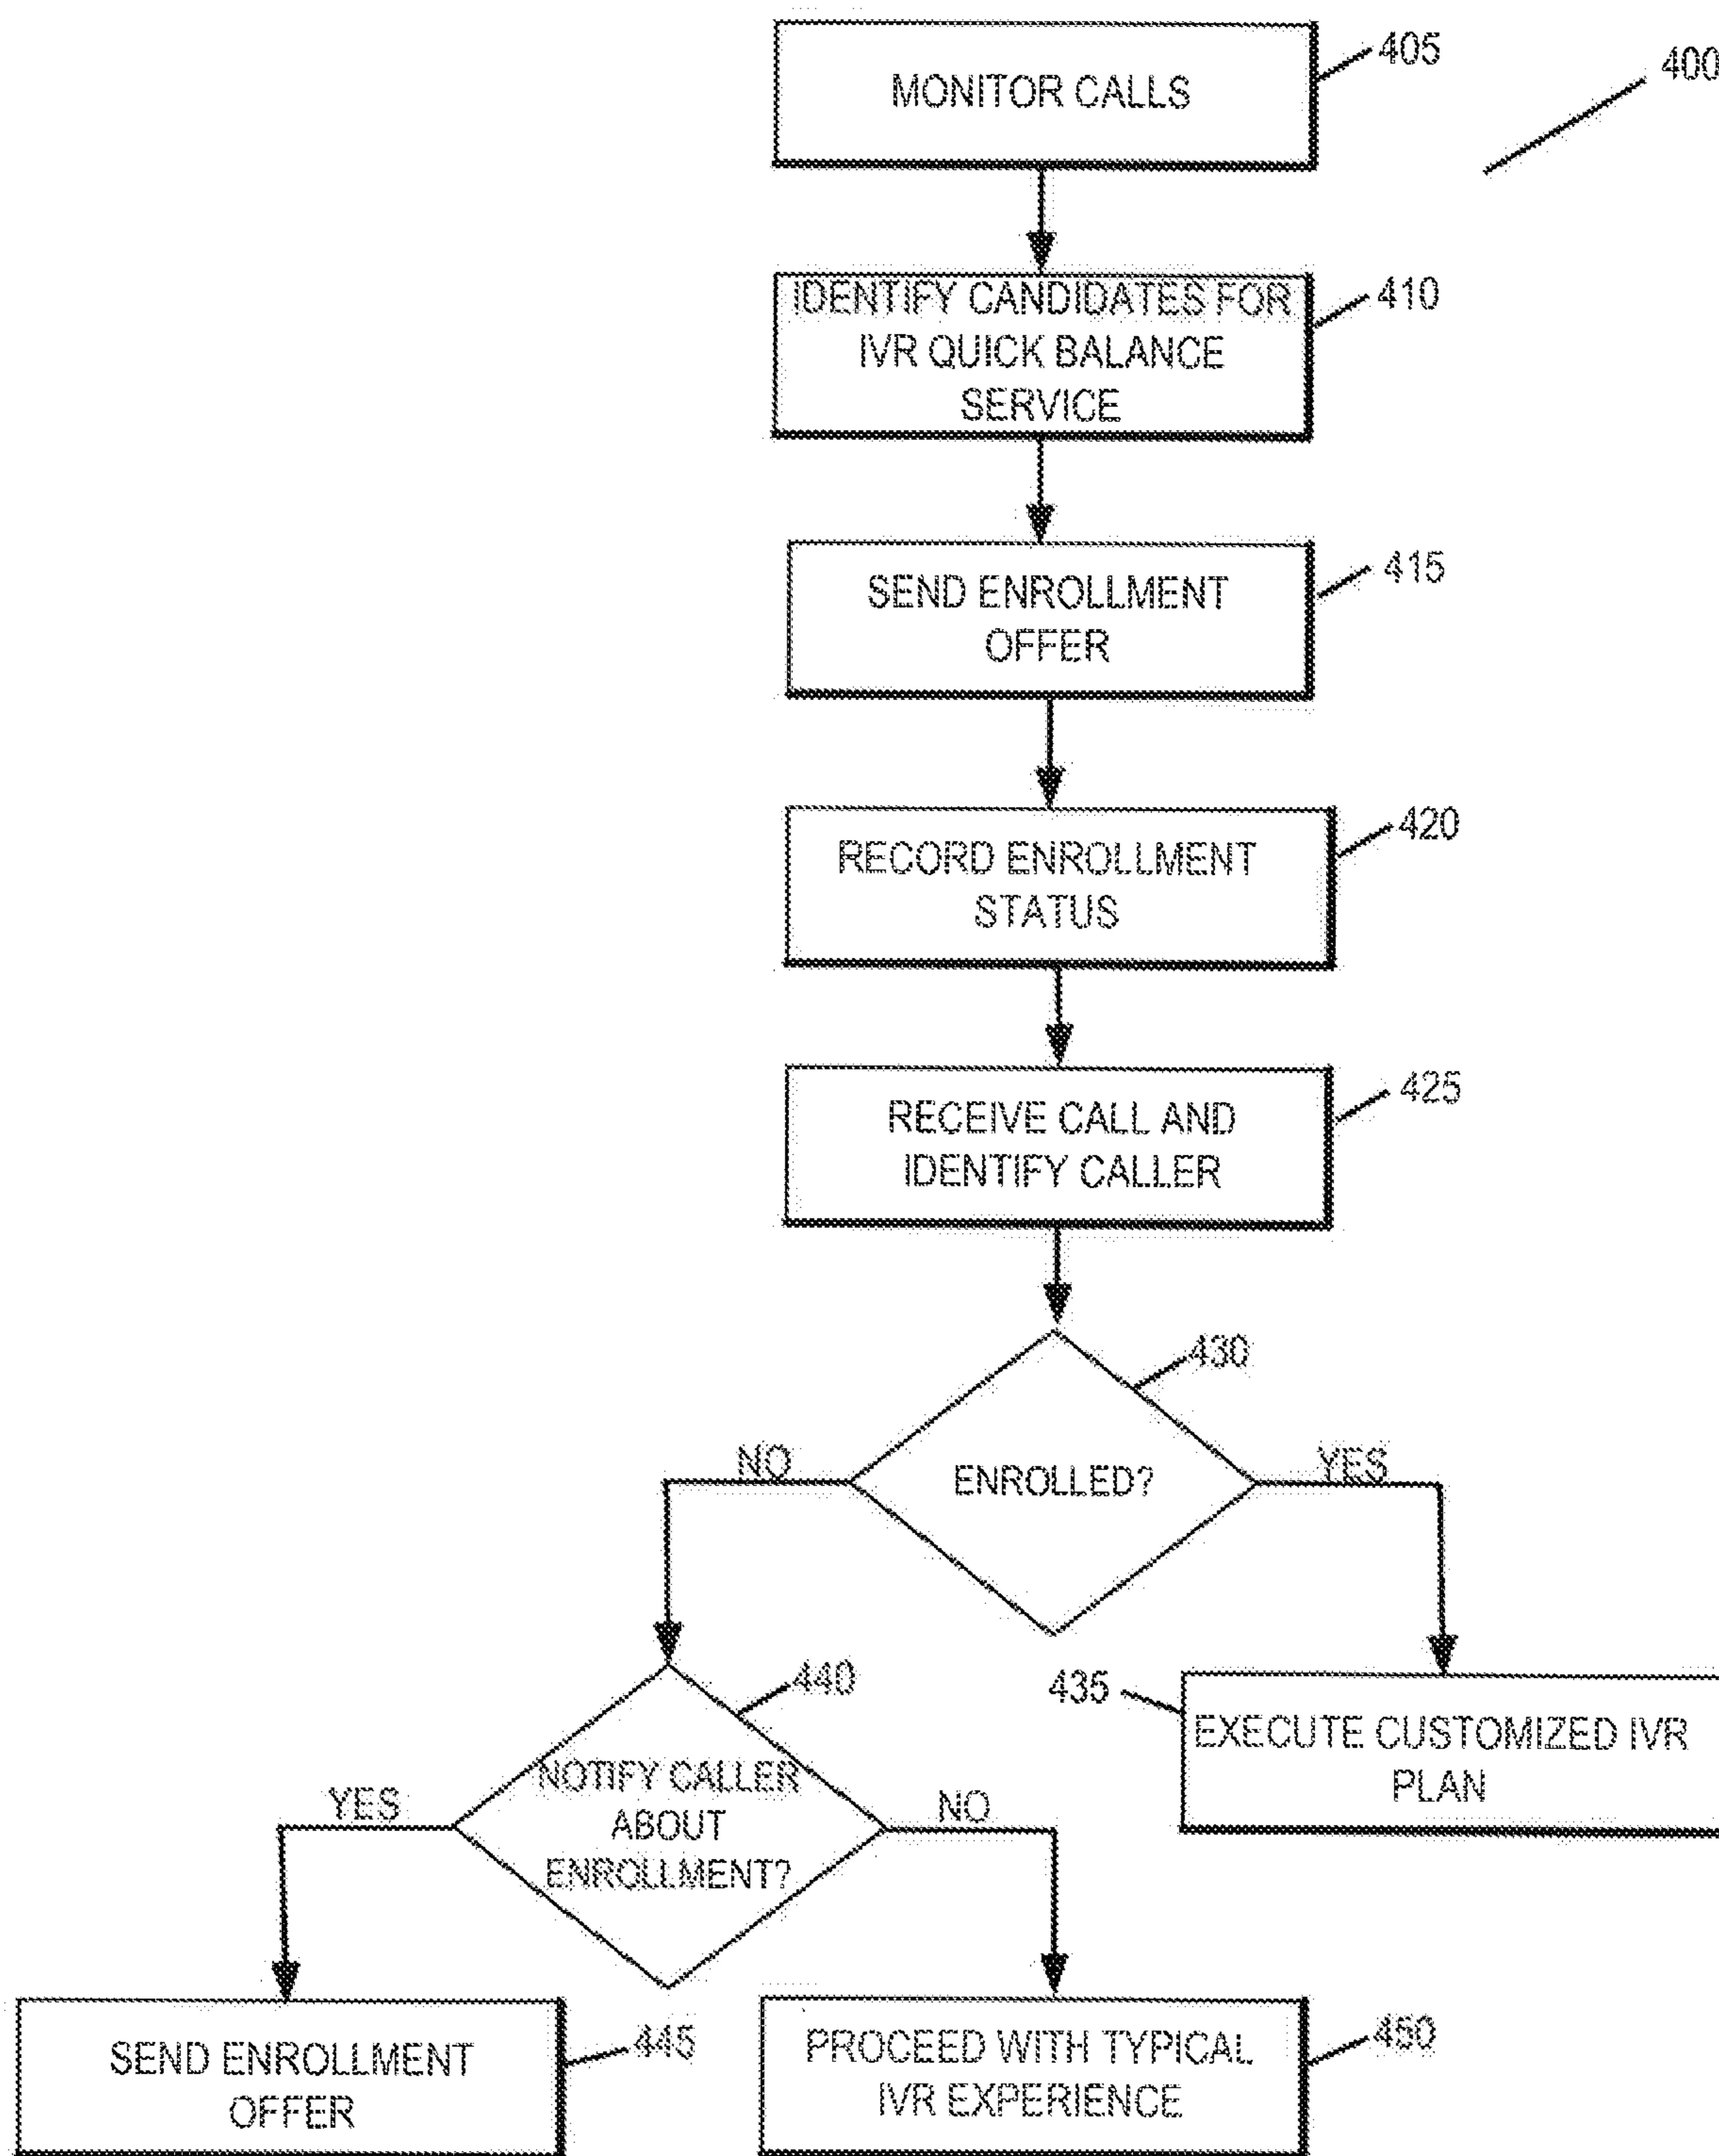 MONITOR CALLS
405
400
IDENTIFY CANDIDATES FOR
IVR QUICK BALANCE
SERVICE
410
SEND ENROLLMENT
OFFER
415
RECORD ENROLLMENT
STATUS
420
RECEIVE CALL AND
IDENTIFY CALLER
425
ENROLLED?
430
NO
YES
NOTIFY CALLER
ABOUT
ENROLLMENT?
440
435
EXECUTE CUSTOMIZED IVR
PLAN
YES
NO
SEND ENROLLMENT
OFFER
445
PROCEED WITH TYPICAL
IVR EXPERIENCE
450